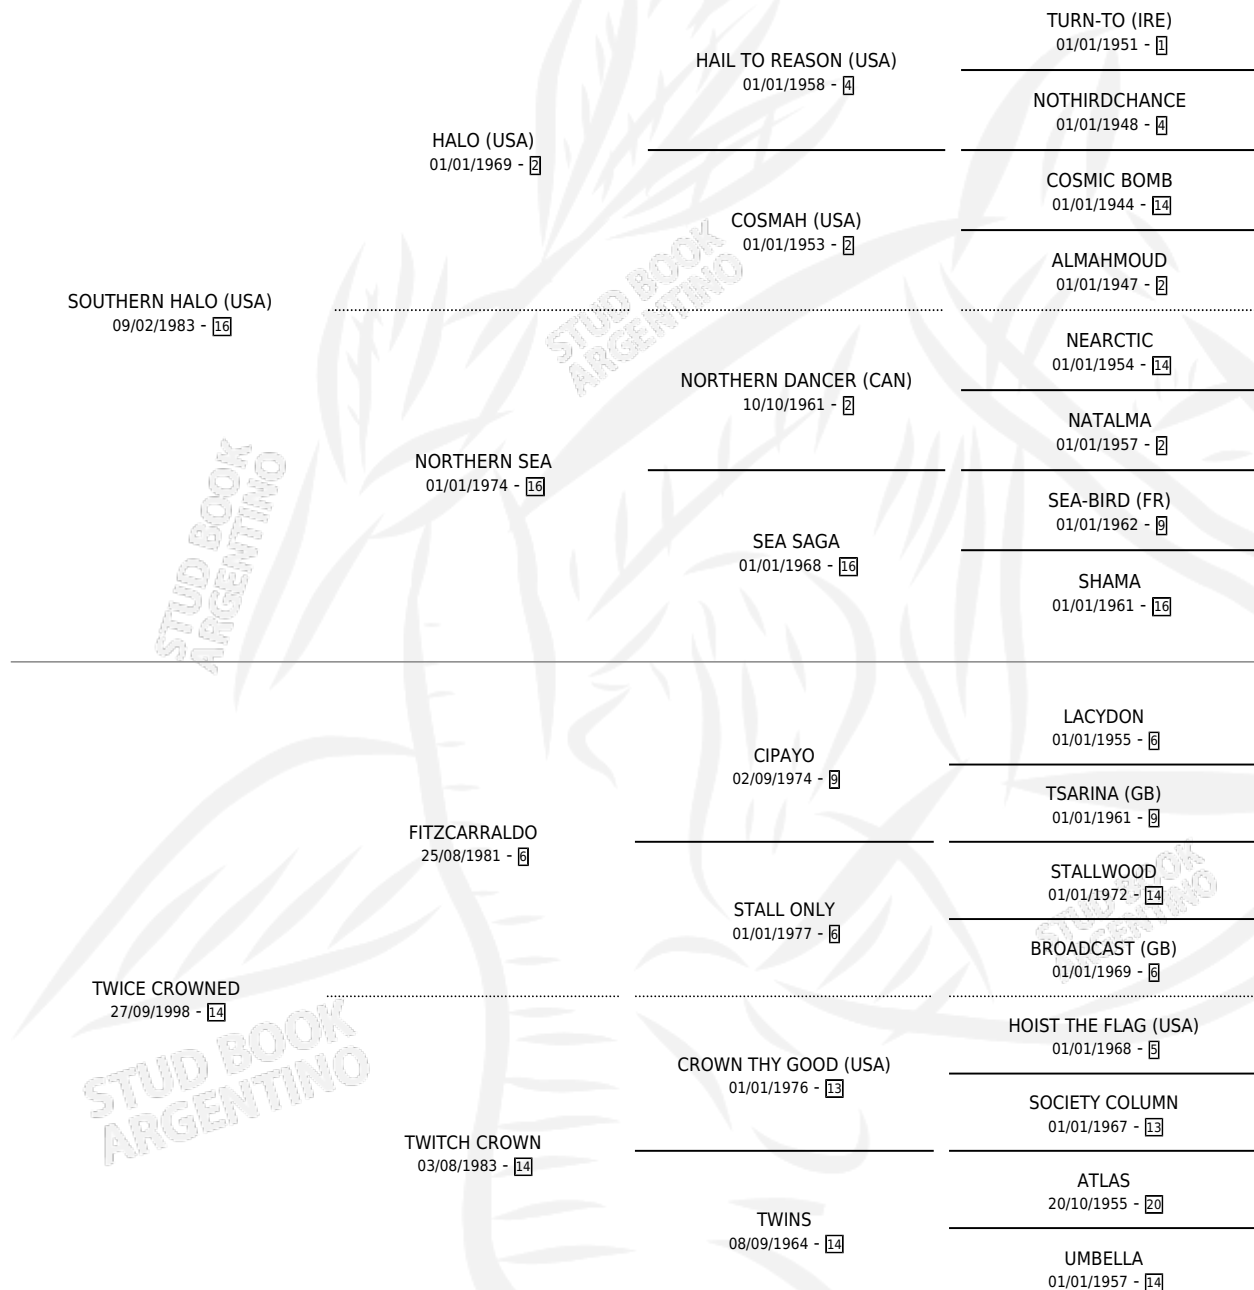 TURN-TO (IRE)
01/01/1951 - 1
HAIL TO REASON (USA)
01/01/1958 - 4
NOTHIRDCHANCE
01/01/1948 - 4
HALO (USA)
01/01/1969 - 2
COSMIC BOMB
01/01/1944 - 14
COSMAH (USA)
01/01/1953 - 2
ALMAHMOUD
01/01/1947 - 2
SOUTHERN HALO (USA)
09/02/1983 - 16
NEARCTIC
01/01/1954 - 14
NORTHERN DANCER (CAN)
10/10/1961 - 2
NATALMA
01/01/1957 - 2
NORTHERN SEA
01/01/1974 - 16
SEA-BIRD (FR)
01/01/1962 - 9
SEA SAGA
01/01/1968 - 16
SHAMA
01/01/1961 - 16
LACYDON
01/01/1955 - 6
CIPAYO
02/09/1974 - 9
TSARINA (GB)
01/01/1961 - 9
FITZCARRALDO
25/08/1981 - 6
STALLWOOD
01/01/1972 - 14
STALL ONLY
01/01/1977 - 6
BROADCAST (GB)
01/01/1969 - 6
TWICE CROWNED
27/09/1998 - 14
HOIST THE FLAG (USA)
01/01/1968 - 5
CROWN THY GOOD (USA)
01/01/1976 - 13
SOCIETY COLUMN
01/01/1967 - 13
TWITCH CROWN
03/08/1983 - 14
ATLAS
20/10/1955 - 20
TWINS
08/09/1964 - 14
UMBELLA
01/01/1957 - 14
STUD BOOK
ARGENTINO
STUD BOOK
ARGENTINO
STUD BOOK
ARGENTINO
STUD BOOK
ARGENTINO